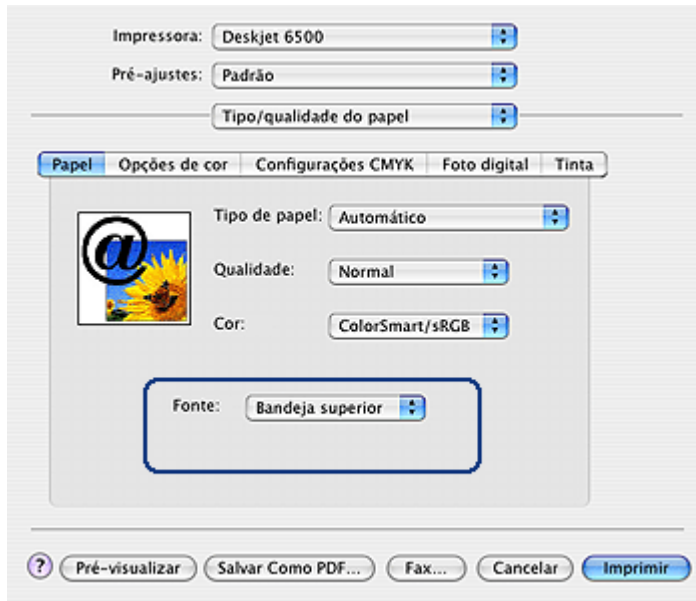 Impressora: Deskjet 6500
Pré-ajustes: Padrão
Tipo/qualidade do papel
Papel Opções de cor Configurações CMYK Foto digital Tinta
Tipo de papel: Automático
Qualidade: Normal
Cor: ColorSmart/sRGB
Fonte: Bandeja superior
? Pré-visualizar Salvar Como PDF... Fax... Cancelar Imprimir